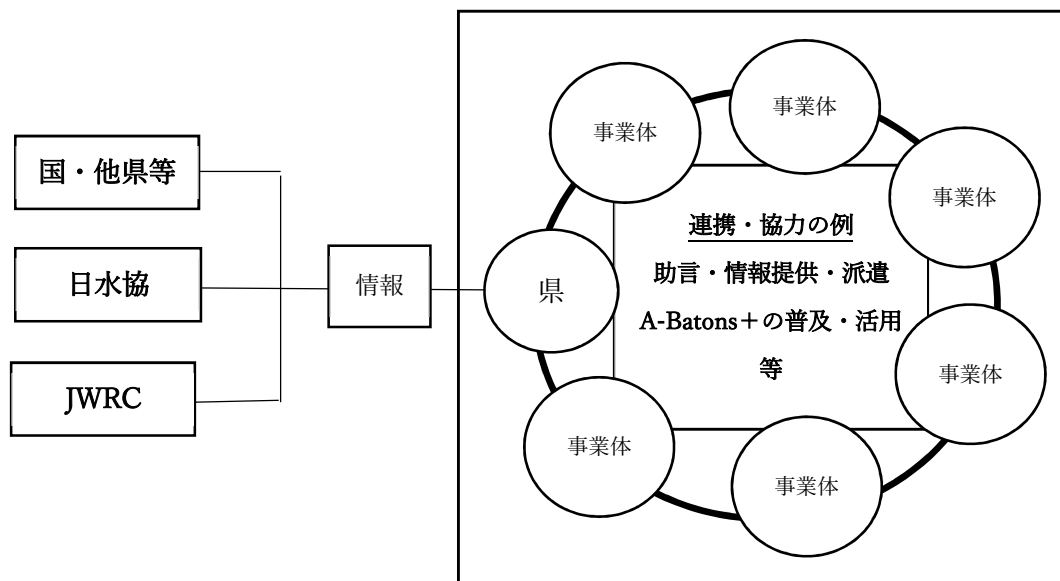 国・他県等
日水協
JWRC
情報
県
事業体
事業体
事業体
事業体
事業体
事業体
連携・協力の例
助言・情報提供・派遣
A-Batons＋の普及・活用
等